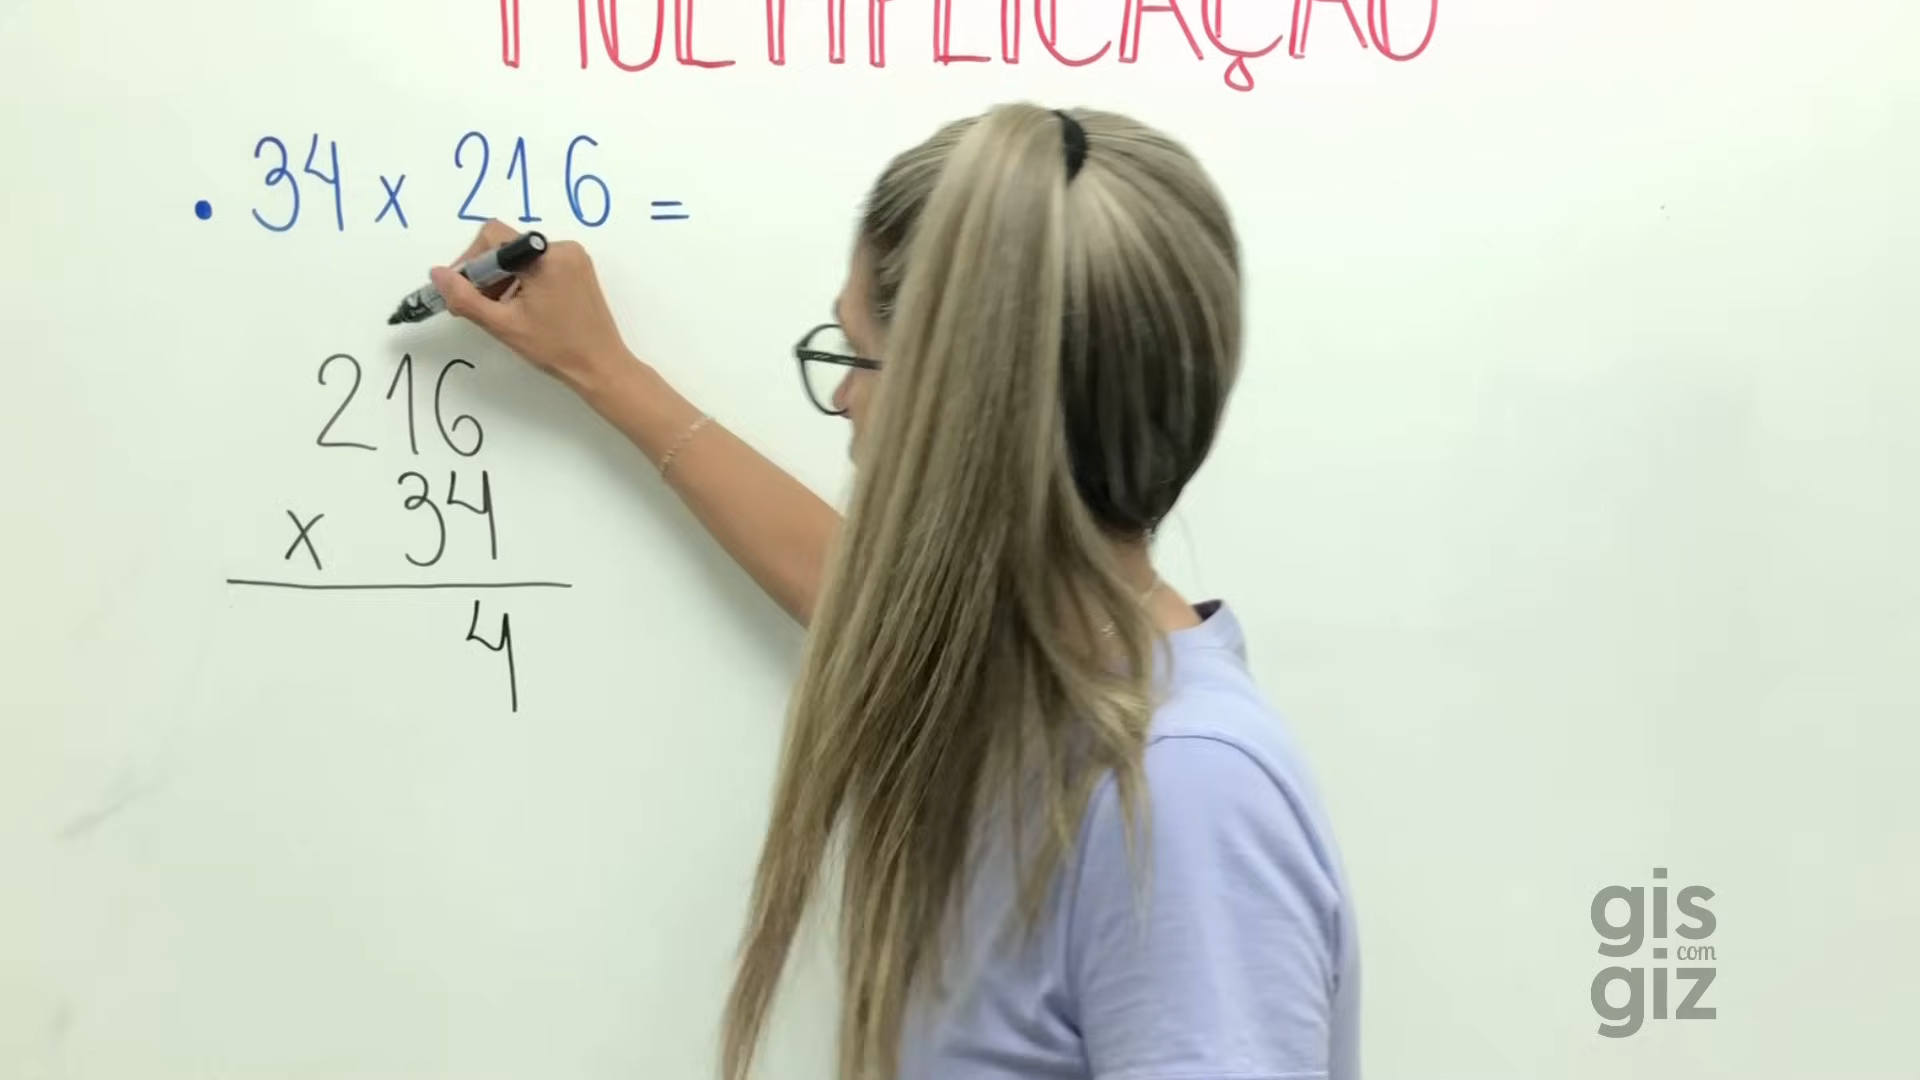 MULTIPLICAÇÃO
. 34 x 216 =
216
x 34
4
gis
com
giz